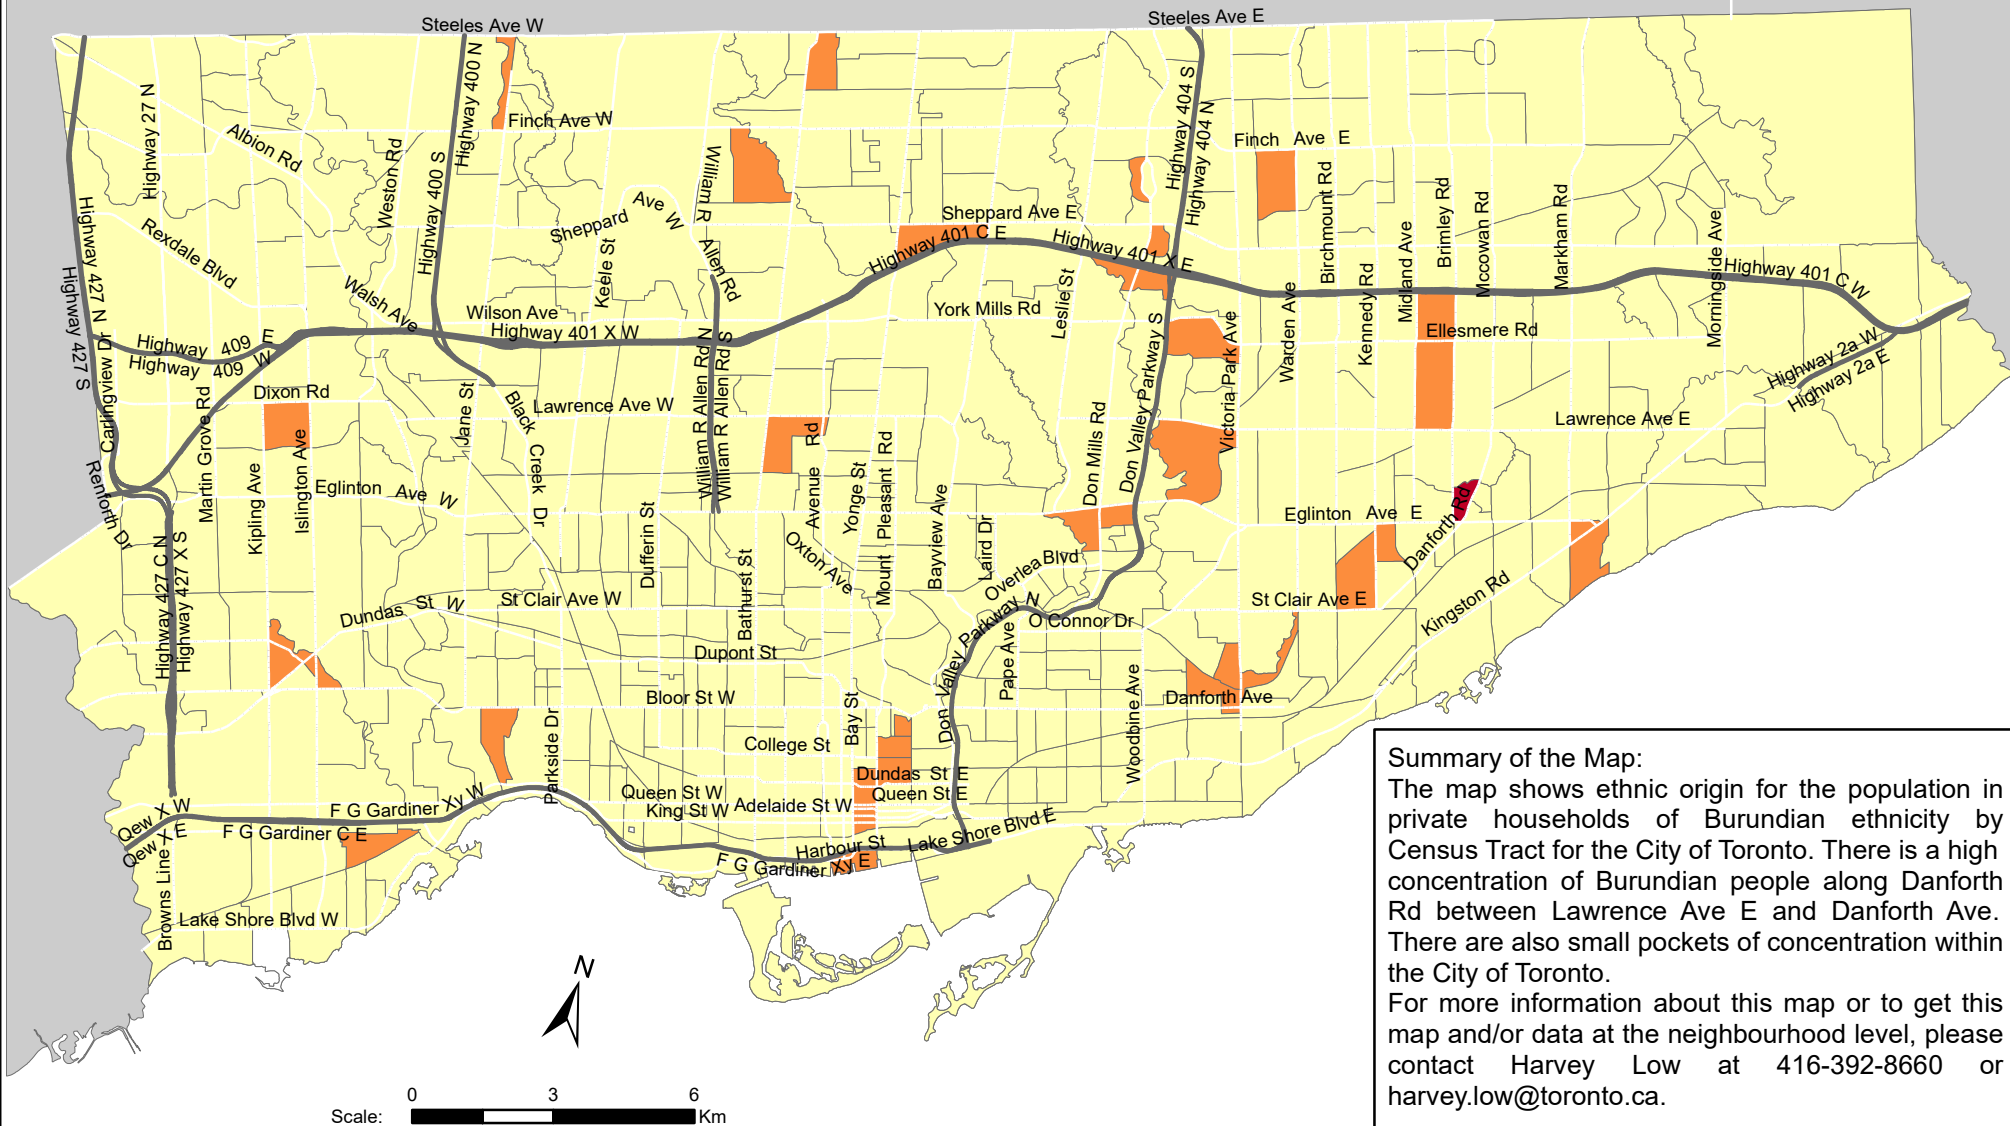 Steeles Ave W
Steeles Ave E
Highway 400 N
Highway 404 S
Highway 404 N
Highway 27 N
Albion Rd
Weston Rd
Highway 400 S
Finch Ave W
William R Allen Rd
Finch Ave E
Birchmount Rd
Midland Ave
Brimley Rd
Mccowan Rd
Markham Rd
Morningside Ave
Sheppard Ave W
Sheppard Ave E
Keele St
Highway 401 C E
Highway 401 X E
Highway 401 C W
Highway 427 N
Highway 427 S
Rexdale Blvd
Walsh Ave
Wilson Ave
Highway 401 X W
York Mills Rd
Leslie St
Ellesmere Rd
Kennedy Rd
Warden Ave
Victoria Park Ave
Highway 409 E
Highway 409 W
Carlingview Dr
Highway 2a W
Highway 2a E
Dixon Rd
Martin Grove Rd
Kipling Ave
Islington Ave
Jane St
Black Creek Dr
Lawrence Ave W
William R Allen Rd N
William R Allen Rd S
Lawrence Ave E
Don Mills Rd
Don Valley Parkway S
Avenue Rd
Yonge St
Mount Pleasant Rd
Bayview Ave
Laird Dr
Renforth Dr
Eglinton Ave W
Eglinton Ave E
Danforth Rd
Dufferin St
Bathurst St
Oxton Ave
Overlea Blvd
Highway 427 C N
Highway 427 X S
Dundas St W
St Clair Ave W
St Clair Ave E
Kingston Rd
O Connor Dr
Don Valley Parkway N
Pape Ave
Dupont St
Bloor St W
Bay St
Woodbine Ave
Danforth Ave
Parkside Dr
College St
Dundas St E
Queen St W
Queen St E
King St W
Adelaide St W
Qew X W
Qew X E
F G Gardiner Xy W
F G Gardiner C E
Harbour St
Lake Shore Blvd E
F G Gardiner Xy E
Browns Line
Lake Shore Blvd W
N
0 3 6
Scale: Km
Summary of the Map:
The map shows ethnic origin for the population in
private households of Burundian ethnicity by
Census Tract for the City of Toronto. There is a high
concentration of Burundian people along Danforth
Rd between Lawrence Ave E and Danforth Ave.
There are also small pockets of concentration within
the City of Toronto.
For more information about this map or to get this
map and/or data at the neighbourhood level, please
contact Harvey Low at 416-392-8660 or
harvey.low@toronto.ca.